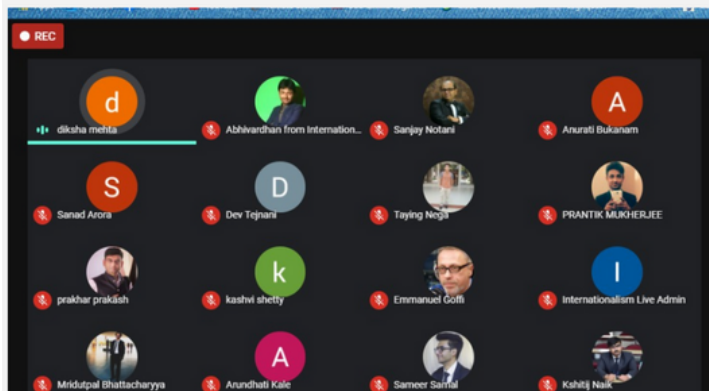 REC
d
diksha mehta
Abhivardhan from Internation...
Sanjay Notani
A
Anurati Bukanam
S
Sanad Arora
D
Dev Tejnani
Taying Nega
PRANTIK MUKHERJEE
prakhar prakash
k
kashvi shetty
Emmanuel Goffi
I
Internationalism Live Admin
Mridutpal Bhattacharyya
A
Arundhati Kale
Sameer Samal
Kshitij Naik